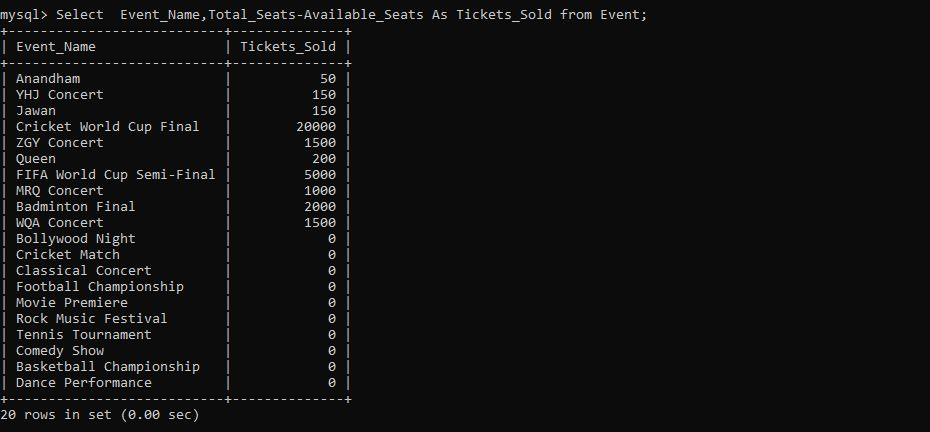 mysql> Select  Event_Name,Total_Seats-Available_Seats As Tickets_Sold from Event;
+---------------------------+--------------+
| Event_Name                | Tickets_Sold |
+---------------------------+--------------+
| Anandham                  |           50 |
| YHJ Concert               |          150 |
| Jawan                     |          150 |
| Cricket World Cup Final   |        20000 |
| ZGY Concert               |         1500 |
| Queen                     |          200 |
| FIFA World Cup Semi-Final |         5000 |
| MRQ Concert               |         1000 |
| Badminton Final           |         2000 |
| WQA Concert               |         1500 |
| Bollywood Night           |            0 |
| Cricket Match             |            0 |
| Classical Concert         |            0 |
| Football Championship     |            0 |
| Movie Premiere            |            0 |
| Rock Music Festival       |            0 |
| Tennis Tournament         |            0 |
| Comedy Show               |            0 |
| Basketball Championship   |            0 |
| Dance Performance         |            0 |
+---------------------------+--------------+
20 rows in set (0.00 sec)